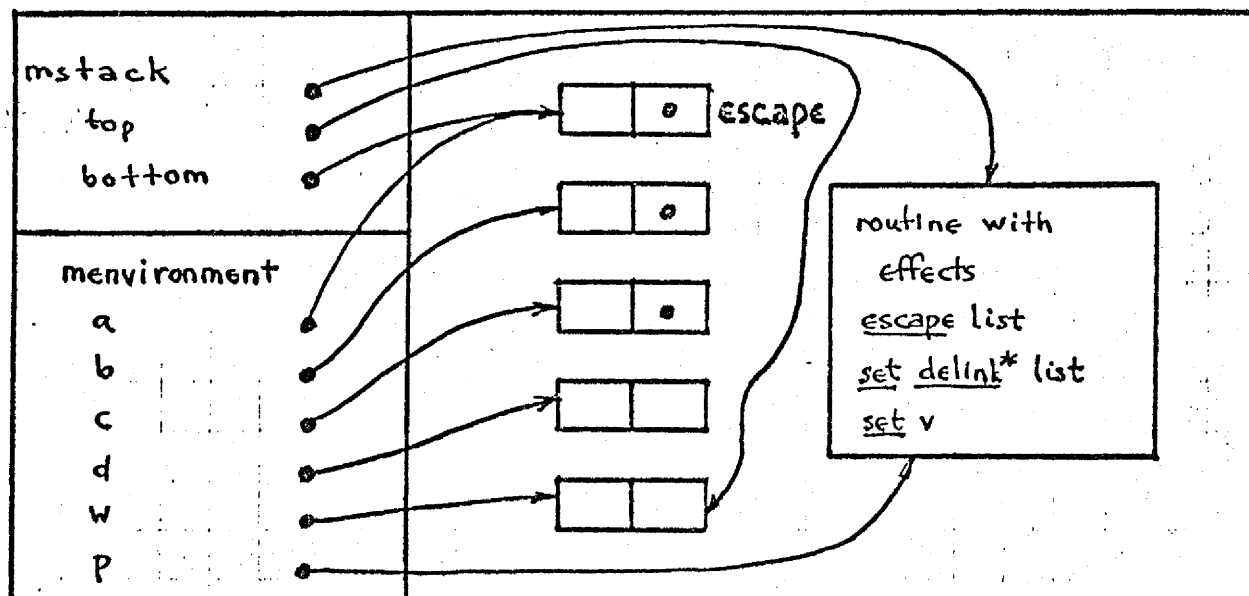 mstack
top
bottom
escape
menvironment
a
b
c
d
w
p
routine with
effects
escape list
set delink* list
set v